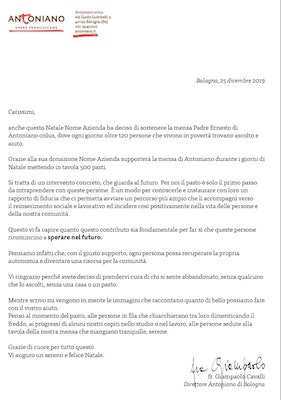 ANTONIANO
OPERE FRANCESCANE
Antoniano onlus
via Guido Guinizelli 3
40125 Bologna (Bo)
antoniano.it
Bologna, 25 dicembre 2019
Carissimi,
anche questo Natale Nome Azienda ha deciso di sostenere la mensa Padre Ernesto di
Antoniano onlus, dove ogni giorno oltre 120 persone che vivono in povertà trovano ascolto e
aiuto.
Grazie alla sua donazione Nome Azienda supporterà la mensa di Antoniano durante i giorni di
Natale mettendo in tavola 500 pasti.
Si tratta di un intervento concreto, che guarda al futuro. Per noi il pasto è solo il primo passo
da intraprendere con queste persone. È un modo per conoscerle e instaurare con loro un
rapporto di fiducia che ci permetta avviare un percorso più ampio che li accompagni verso
il reinserimento sociale e lavorativo ed incidere così positivamente nella vita delle persone e
della nostra comunità.
Questo vi fa capire quanto questo contributo sia fondamentale per far sì che queste persone
ricomincino a sperare nel futuro.
Pensiamo infatti che, con il giusto supporto, ogni persona possa recuperare la propria
autonomia e diventare una risorsa per la comunità.
Vi ringrazio perché avete deciso di prendervi cura di chi si sente abbandonato, senza qualcuno
che lo ascolti, senza una casa o un pasto.
Mentre scrivo mi vengono in mente le immagini che raccontano quanto di bello possiamo fare
con il vostro aiuto.
Penso al momento del pasto, alle persone in fila che chiacchierano tra loro dimenticando il
freddo, ai progressi di alcuni nostri ospiti nello studio o nel lavoro, alle persone sedute alla
tavola della nostra mensa che mangiano tranquille, serene.
Grazie di cuore per tutto questo.
Vi auguro un sereno e felice Natale.
fra Giampaolo
fr. Giampaolo Cavalli
Direttore Antoniano di Bologna